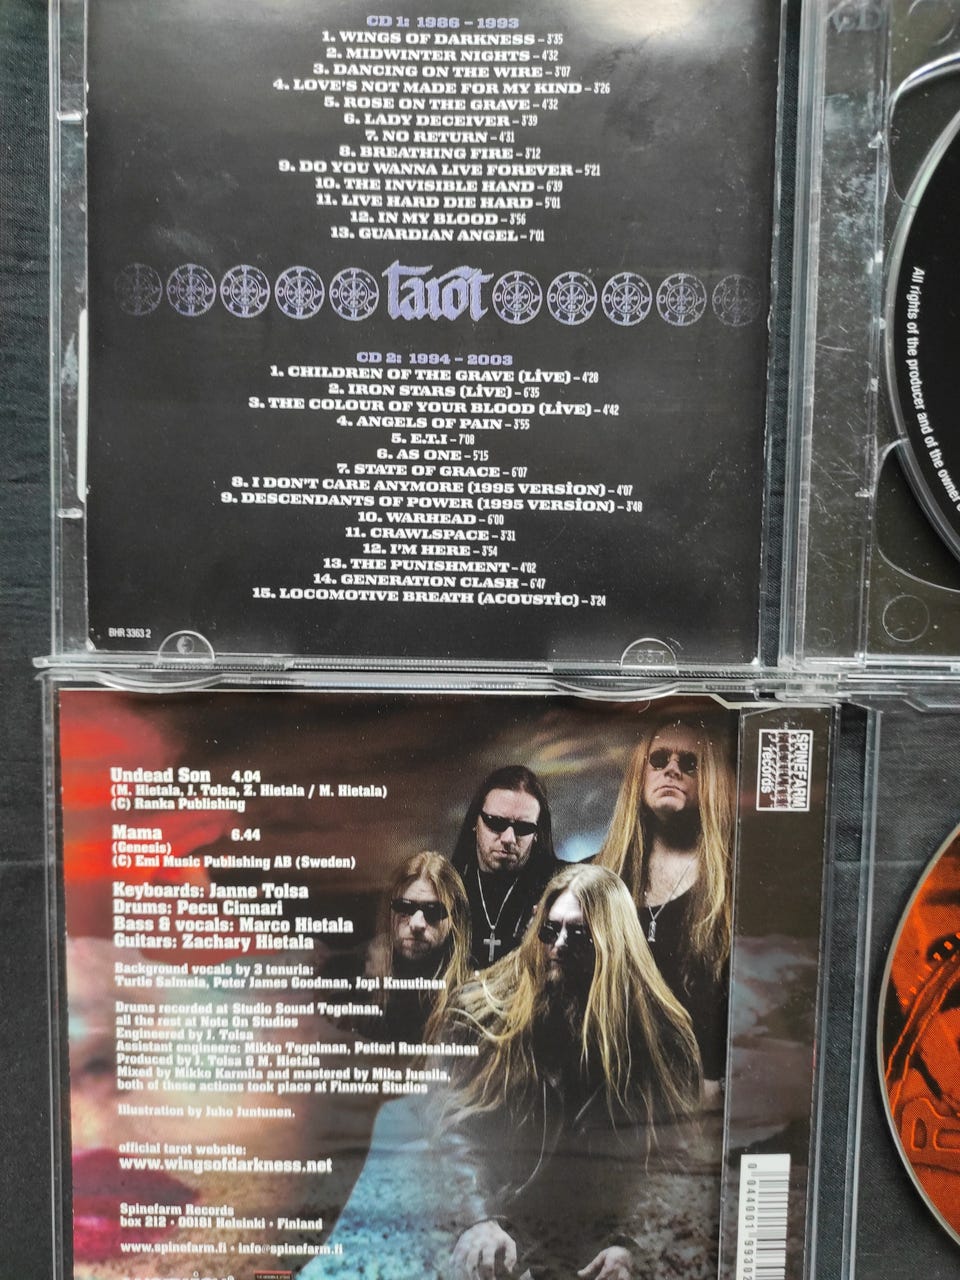 CD 1: 1986 – 1993
1. WINGS OF DARKNESS – 3'35
2. MIDWINTER NIGHTS – 4'32
3. DANCING ON THE WIRE – 3'07
4. LOVE'S NOT MADE FOR MY KIND – 3'26
5. ROSE ON THE GRAVE – 4'32
6. LADY DECEIVER – 3'39
7. NO RETURN – 4'31
8. BREATHING FIRE – 3'12
9. DO YOU WANNA LIVE FOREVER – 5'21
10. THE INVISIBLE HAND – 6'39
11. LIVE HARD DIE HARD – 5'01
12. IN MY BLOOD – 3'56
13. GUARDIAN ANGEL – 7'01
tarot
CD 2: 1994 – 2003
1. CHILDREN OF THE GRAVE (LİVE) – 4'28
2. IRON STARS (LİVE) – 6'35
3. THE COLOUR OF YOUR BLOOD (LİVE) – 4'42
4. ANGELS OF PAIN – 3'55
5. E.T.I – 7'08
6. AS ONE – 5'15
7. STATE OF GRACE – 6'07
8. I DON'T CARE ANYMORE (1995 VERSİON) – 4'07
9. DESCENDANTS OF POWER (1995 VERSİON) – 3'48
10. WARHEAD – 6'00
11. CRAWLSPACE – 3'31
12. I'M HERE – 3'54
13. THE PUNISHMENT – 4'02
14. GENERATION CLASH – 6'47
15. LOCOMOTIVE BREATH (ACOUSTİC) – 3'24
BHR 3363 2
All rights of the producer and of the owner
SPINEFARM
records
Undead Son 4.04
(M. Hietala, J. Tolsa, Z. Hietala / M. Hietala)
(C) Ranka Publishing
Mama 6.44
(Genesis)
(C) Emi Music Publishing AB (Sweden)
Keyboards: Janne Tolsa
Drums: Pecu Cinnari
Bass & vocals: Marco Hietala
Guitars: Zachary Hietala
Background vocals by 3 tenuria:
Turtle Salmela, Peter James Goodman, Jopi Knuutinen
Drums recorded at Studio Sound Tegelman,
all the rest at Note On Studios
Engineered by J. Tolsa
Assistant engineers: Mikko Tegelman, Petteri Ruotsalainen
Produced by J. Tolsa & M. Hietala
Mixed by Mikko Karmila and mastered by Mika Jussila,
both of these actions took place at Finnvox Studios
Illustration by Juho Juntunen.
official tarot website:
www.wingsofdarkness.net
Spinefarm Records
box 212 • 00181 Helsinki • Finland
www.spinefarm.fi • info@spinefarm.fi